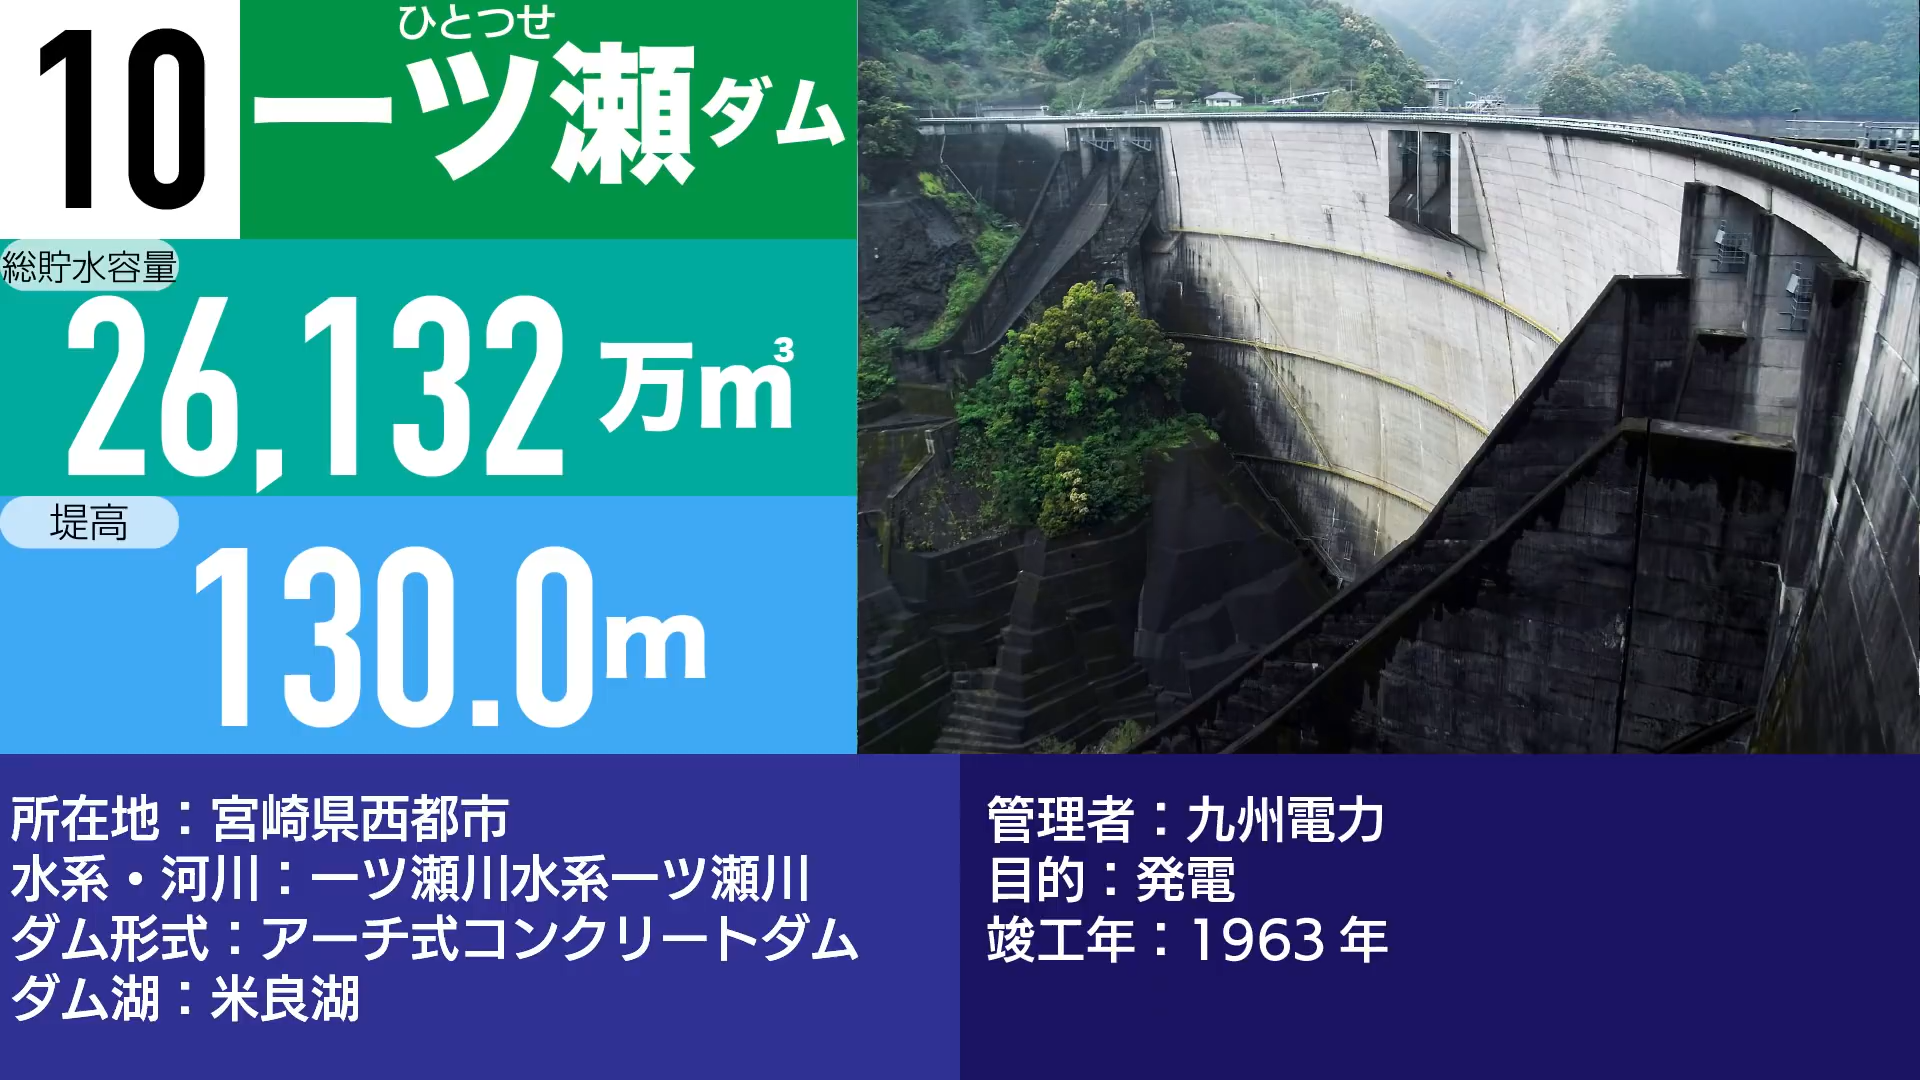 10
ひとつせ
一ツ瀬ダム
総貯水容量
26,132万㎥
堤高
130.0m
所在地：宮崎県西都市
水系・河川：一ツ瀬川水系一ツ瀬川
ダム形式：アーチ式コンクリートダム
ダム湖：米良湖
管理者：九州電力
目的：発電
竣工年：1963年